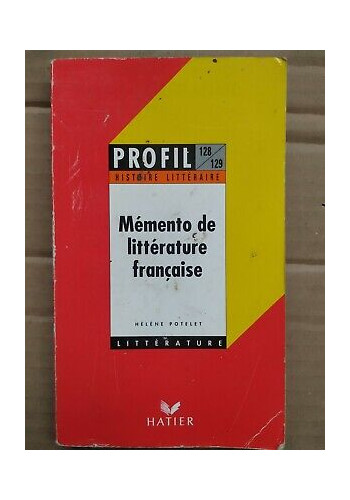 PROFIL 128/129
HISTOIRE LITTÉRAIRE
Mémento de
littérature
française
HÉLÈNE POTELET
LITTÉRATURE
HATIER